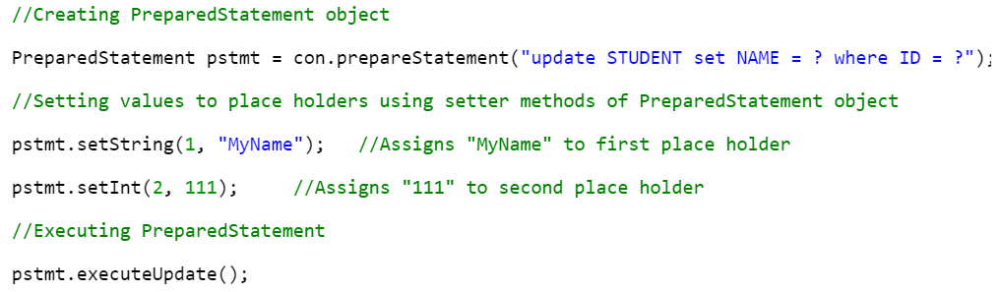 //Creating PreparedStatement object
PreparedStatement pstmt = con.prepareStatement("update STUDENT set NAME = ? where ID = ?");
//Setting values to place holders using setter methods of PreparedStatement object
pstmt.setString(1, "MyName");   //Assigns "MyName" to first place holder
pstmt.setInt(2, 111);     //Assigns "111" to second place holder
//Executing PreparedStatement
pstmt.executeUpdate();